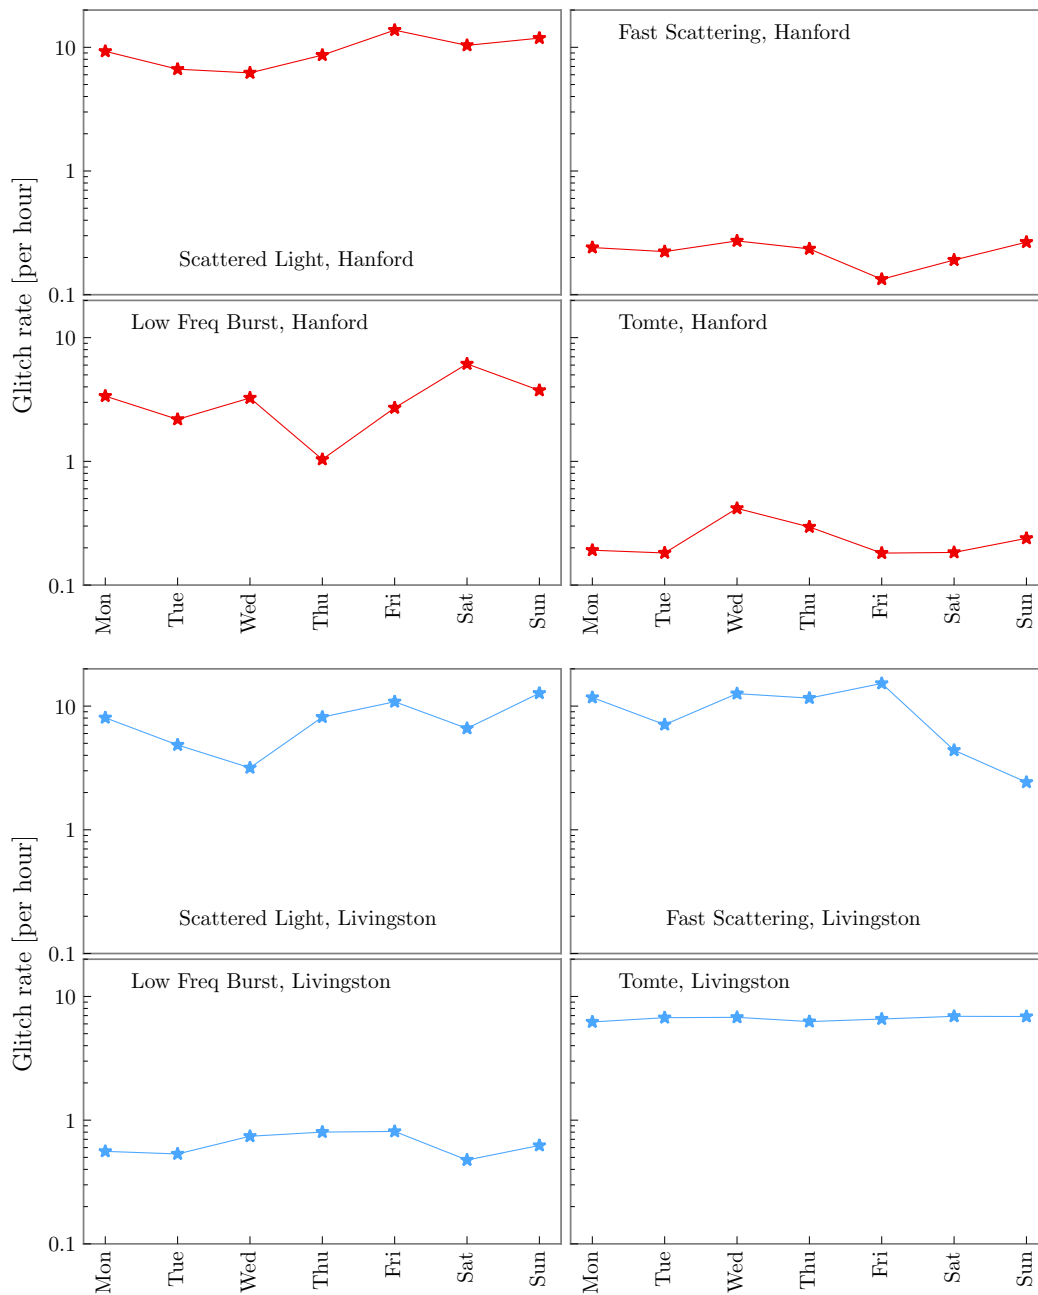 Glitch rate [per hour]
10
1
0.1
Scattered Light, Hanford
Fast Scattering, Hanford
10
1
0.1
Low Freq Burst, Hanford
Tomte, Hanford
Mon Tue Wed Thu Fri Sat Sun
Mon Tue Wed Thu Fri Sat Sun
Glitch rate [per hour]
10
1
0.1
Scattered Light, Livingston
Fast Scattering, Livingston
10
1
0.1
Low Freq Burst, Livingston
Tomte, Livingston
Mon Tue Wed Thu Fri Sat Sun
Mon Tue Wed Thu Fri Sat Sun